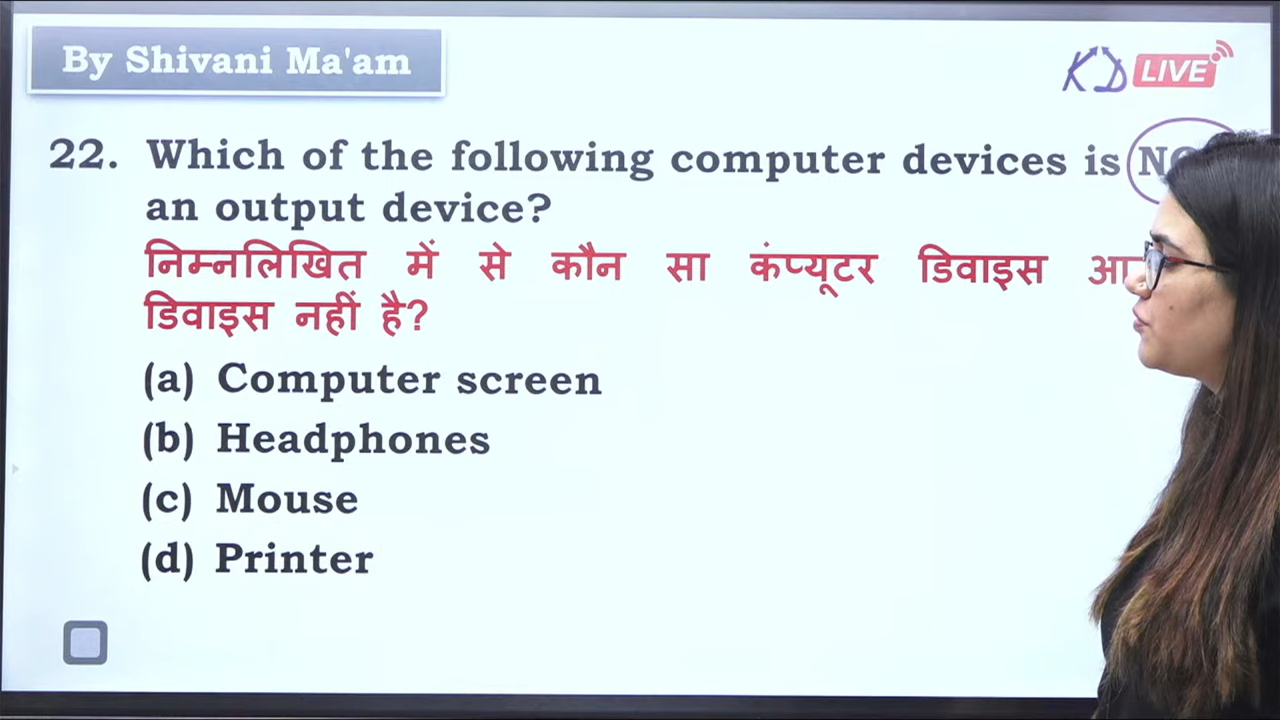 By Shivani Ma'am
KD LIVE
22. Which of the following computer devices is
an output device?
निम्नलिखित में से कौन सा कंप्यूटर डिवाइस
डिवाइस नहीं है?
(a) Computer screen
(b) Headphones
(c) Mouse
(d) Printer